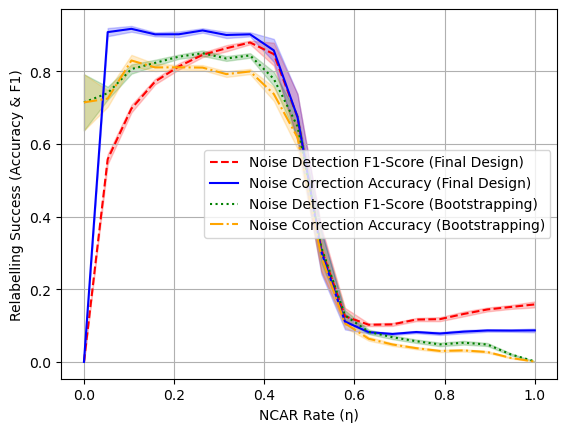 Relabelling Success (Accuracy & F1)
0.8
0.6
0.4
0.2
0.0
Noise Detection F1-Score (Final Design)
Noise Correction Accuracy (Final Design)
Noise Detection F1-Score (Bootstrapping)
Noise Correction Accuracy (Bootstrapping)
0.0 0.2 0.4 0.6 0.8 1.0
NCAR Rate (η)